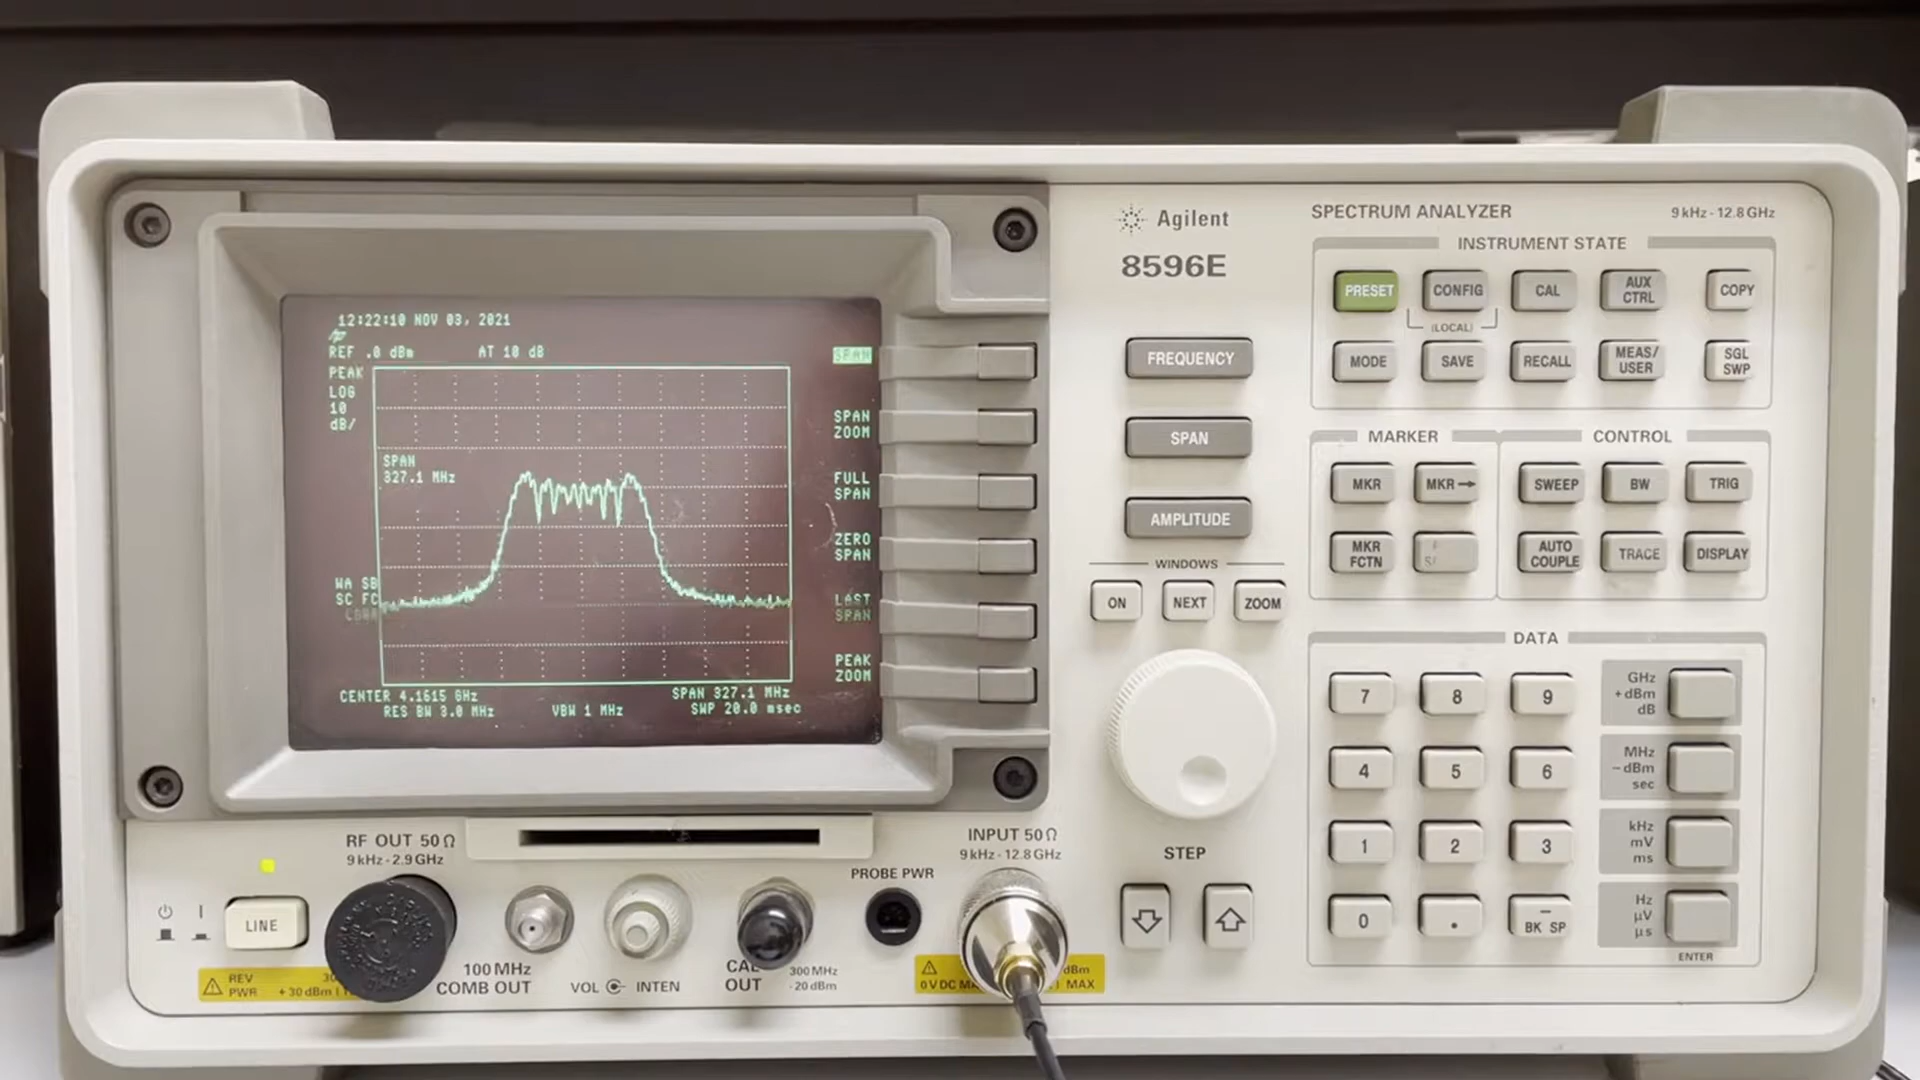 12:22:10 NOV 03, 2021
REF .0 dBm AT 10 dB
PEAK
LOG
10
dB/
SPAN
327.1 MHz
WA SB
SC FC
CORR
CENTER 4.1615 GHz SPAN 327.1 MHz
RES BW 3.0 MHz VBW 1 MHz SWP 20.0 msec
SPAN
SPAN
ZOOM
FULL
SPAN
ZERO
SPAN
LAST
SPAN
PEAK
ZOOM
Agilent
8596E
SPECTRUM ANALYZER
9 kHz - 12.8 GHz
FREQUENCY
SPAN
AMPLITUDE
WINDOWS
ON NEXT ZOOM
INSTRUMENT STATE
PRESET CONFIG CAL AUX CTRL COPY
(LOCAL)
MODE SAVE RECALL MEAS/ USER SGL SWP
MARKER
MKR MKR→
MKR FCTN
CONTROL
SWEEP BW TRIG
AUTO COUPLE TRACE DISPLAY
DATA
7 8 9
GHz
+dBm
dB
4 5 6
MHz
-dBm
sec
1 2 3
kHz
mV
ms
0 . - BK SP
Hz
µV
µs
ENTER
STEP
RF OUT 50Ω
9 kHz - 2.9 GHz
INPUT 50Ω
9 kHz - 12.8 GHz
PROBE PWR
LINE
REV
PWR +30 dBm
100 MHz
COMB OUT
VOL INTEN
CAL
OUT
300 MHz
-20 dBm
dBm
0 V DC MAX